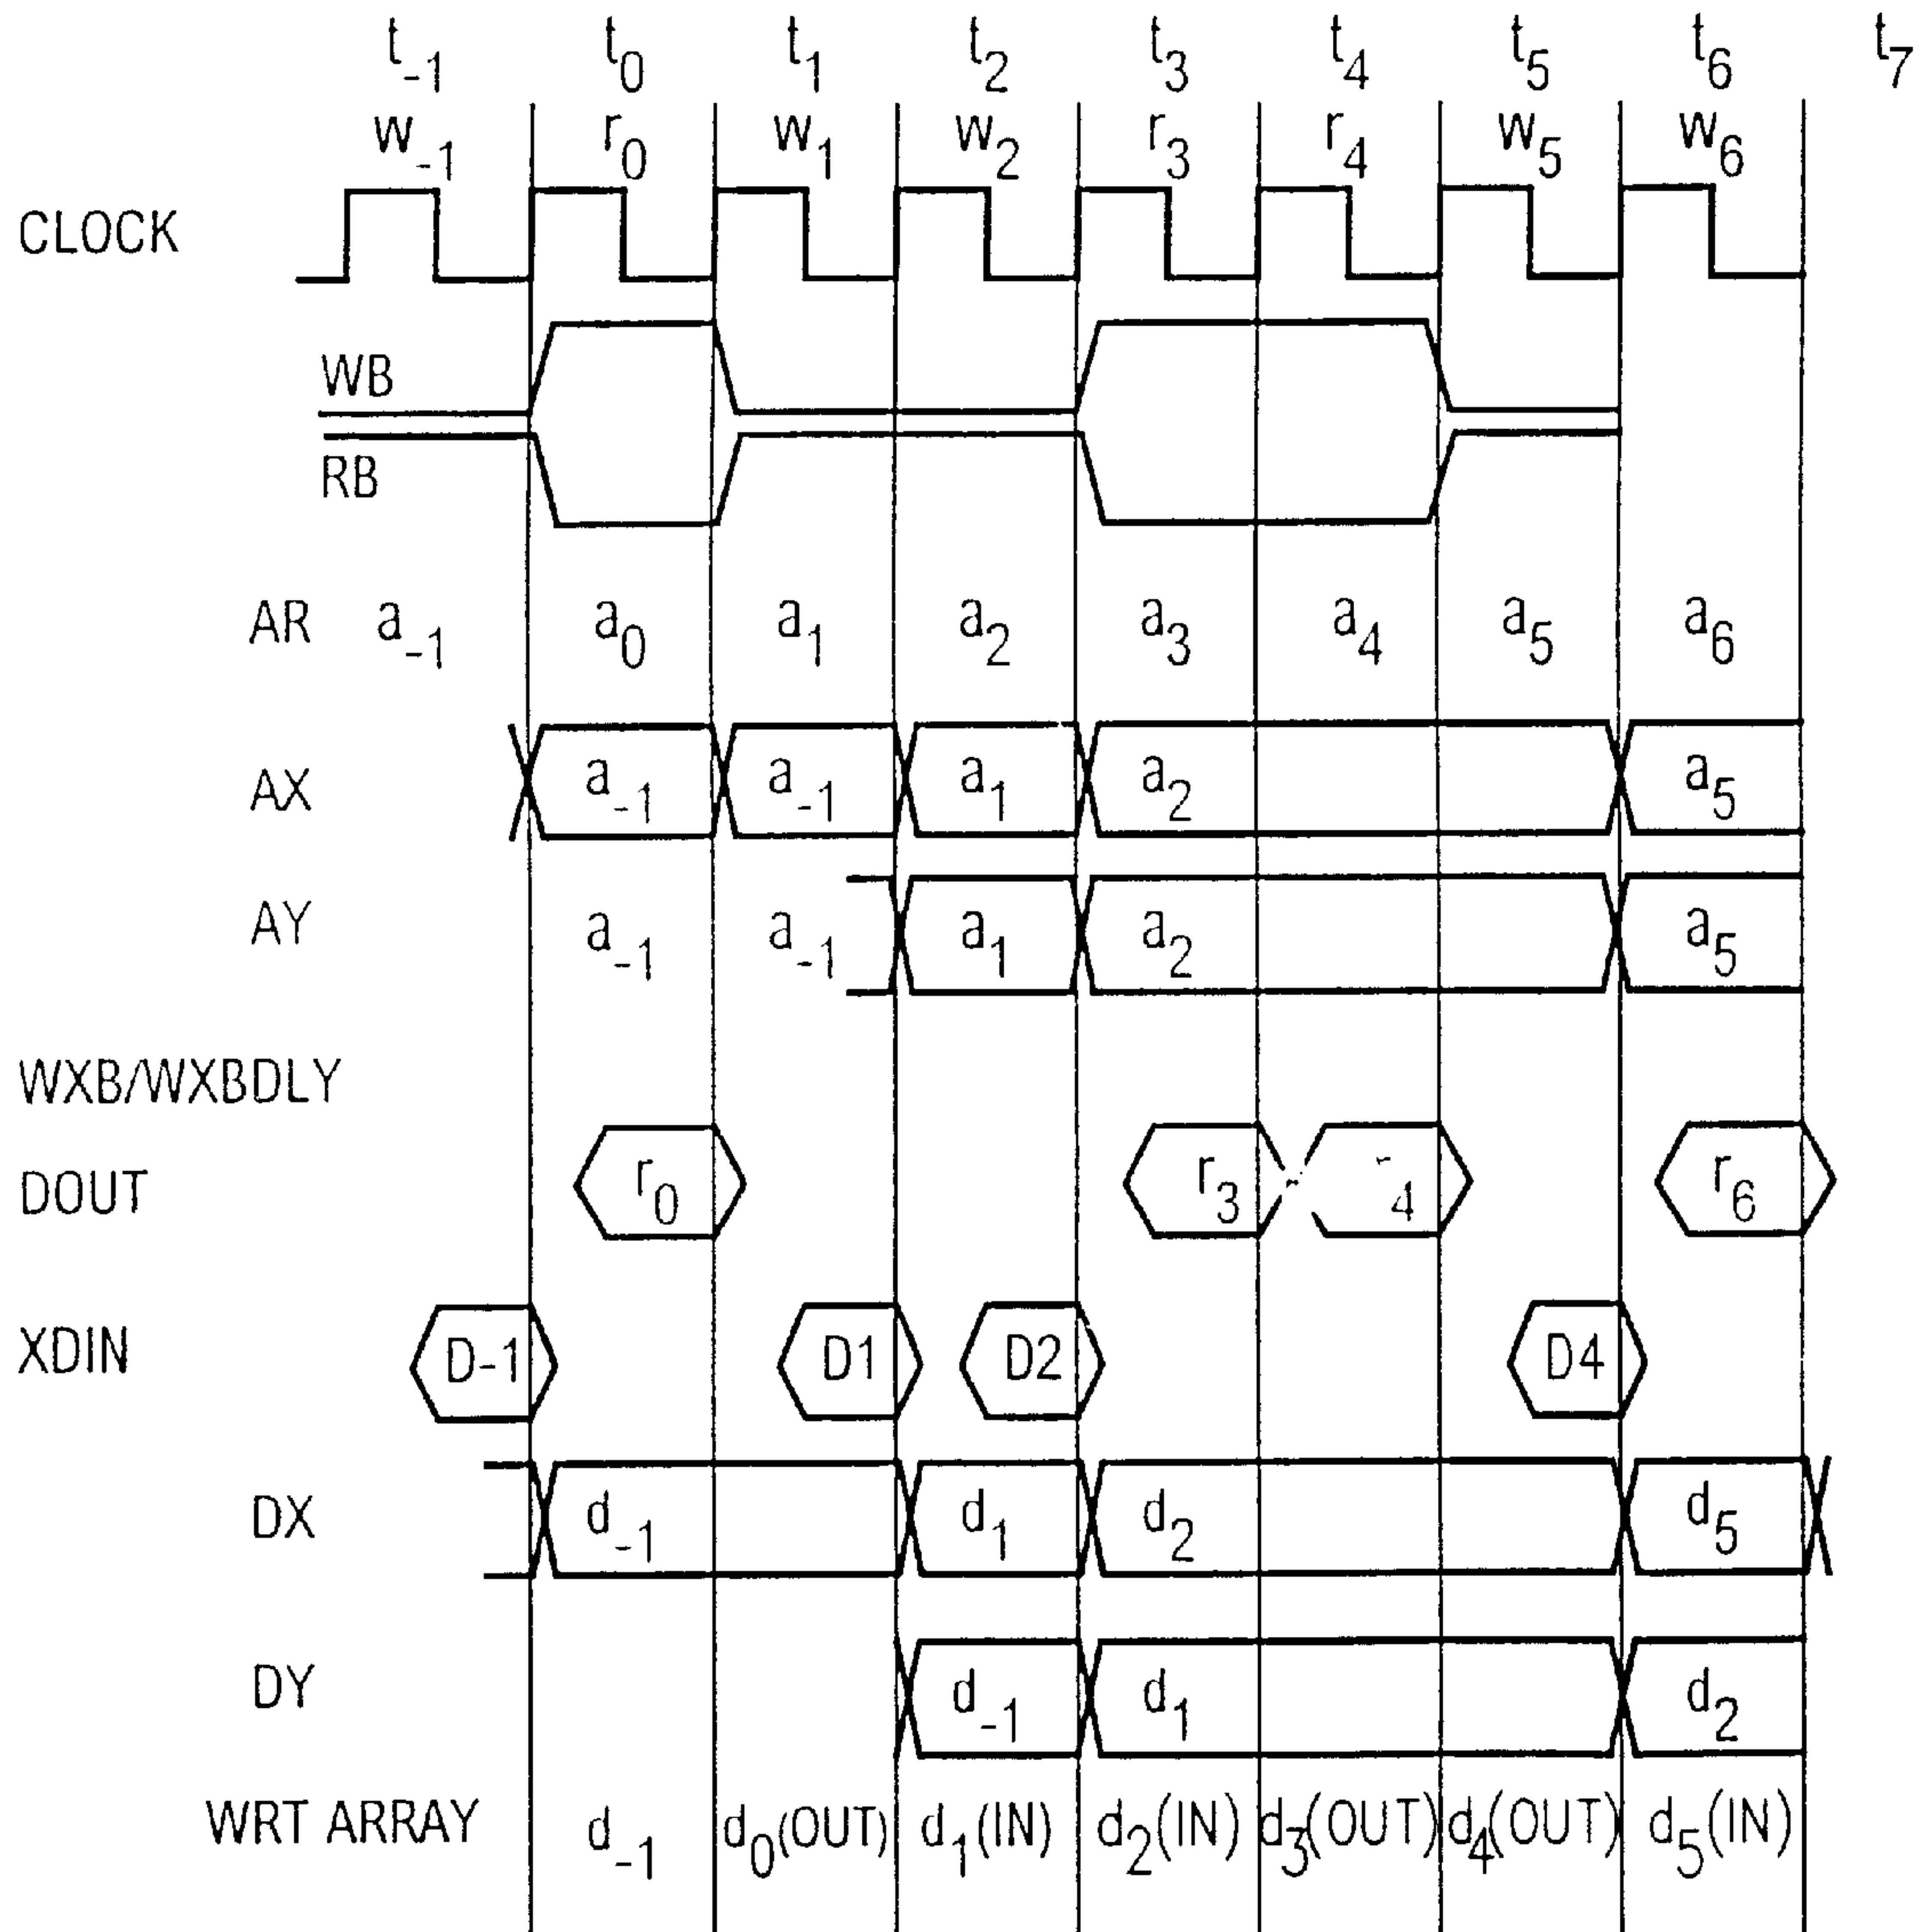 t-1 t0 t1 t2 t3 t4 t5 t6 t7
w-1 r0 w1 w2 r3 r4 w5 w6
CLOCK
WB
RB
AR a-1 a0 a1 a2 a3 a4 a5 a6
AX a-1 a-1 a1 a2 a5
AY a-1 a-1 a1 a2 a5
WXB/WXBDLY
DOUT r0 r3 r4 r6
XDIN D-1 D1 D2 D4
DX d-1 d1 d2 d5
DY d-1 d1 d2
WRT ARRAY d-1 d0(OUT) d1(IN) d2(IN) d3(OUT) d4(OUT) d5(IN)